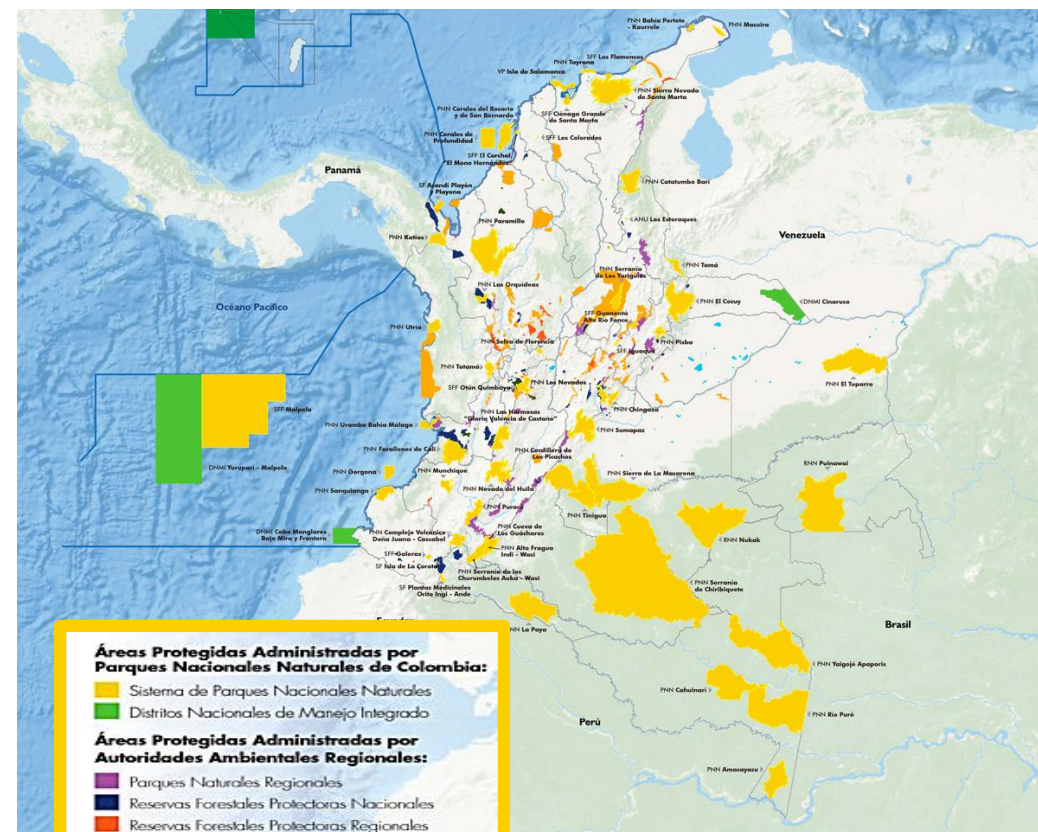 PNN Bahía Portete
- Kaurrele
PNN Macuira
SFF Los Flamencos
PNN Tayrona
VP Isla de Salamanca
PNN Sierra Nevada
de Santa Marta
PNN Corales del Rosario
y de San Bernardo
SFF Ciénaga Grande
de Santa Marta
PNN Corales de
Profundidad
SFF Los Colorados
SFF El Corchal
"El Mono Hernández"
Panamá
PNN Catatumbo Barí
SF Acandí Playón
y Playona
PNN Paramillo
ANU Los Estoraques
PNN Katíos
Venezuela
PNN Tamá
PNN Serranía
de Los Yariguíes
PNN Las Orquídeas
PNN El Cocuy
DNMI Cinaruco
Océano Pacífico
SFF Guanentá
Alto Río Fonce
PNN Utría
PNN Selva de Florencia
PNN Pisba
SFF Iguaque
PNN Tatamá
PNN El Tuparro
SFF Otún Quimbaya
PNN Los Nevados
SFF Malpelo
PNN Las Hermosas
"Gloria Valencia de Castaño"
PNN Chingaza
PNN Uramba Bahía Málaga
PNN Sumapaz
PNN Farallones de Cali
PNN Cordillera de
Los Picachos
DNMI Yuruparí - Malpelo
PNN Gorgona
PNN Munchique
PNN Sierra de La Macarena
RNN Puinawai
PNN Sanquianga
PNN Nevado del Huila
PNN Puracé
PNN Tinigua
DNMI Cabo Manglares
Bajo Mira y Frontera
PNN Complejo Volcánico
Doña Juana - Cascabel
PNN Cueva de
Los Guácharos
RNN Nukak
SFF Galeras
PNN Alto Fragua
Indi - Wasi
SF Isla de La Corota
PNN Serranía de los
Churumbelos Auka - Wasi
PNN Serranía
de Chiribiquete
SF Plantas Medicinales
Orito Ingi - Ande
PNN La Paya
Brasil
PNN Yaigojé Apaporis
PNN Cahuinarí
PNN Río Puré
Perú
PNN Amacayacu
Áreas Protegidas Administradas por
Parques Nacionales Naturales de Colombia:
Sistema de Parques Nacionales Naturales
Distritos Nacionales de Manejo Integrado
Áreas Protegidas Administradas por
Autoridades Ambientales Regionales:
Parques Naturales Regionales
Reservas Forestales Protectoras Nacionales
Reservas Forestales Protectoras Regionales